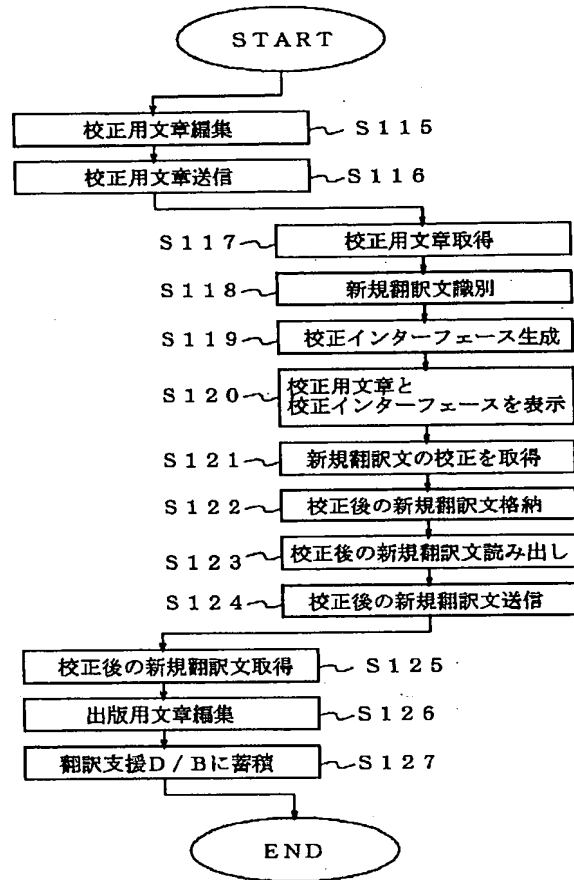 START
校正用文章編集 S115
校正用文章送信 S116
S117 校正用文章取得
S118 新規翻訳文識別
S119 校正インターフェース生成
S120 校正用文章と
校正インターフェースを表示
S121 新規翻訳文の校正を取得
S122 校正後の新規翻訳文格納
S123 校正後の新規翻訳文読み出し
S124 校正後の新規翻訳文送信
校正後の新規翻訳文取得 S125
出版用文章編集 S126
翻訳支援D/Bに蓄積 S127
END